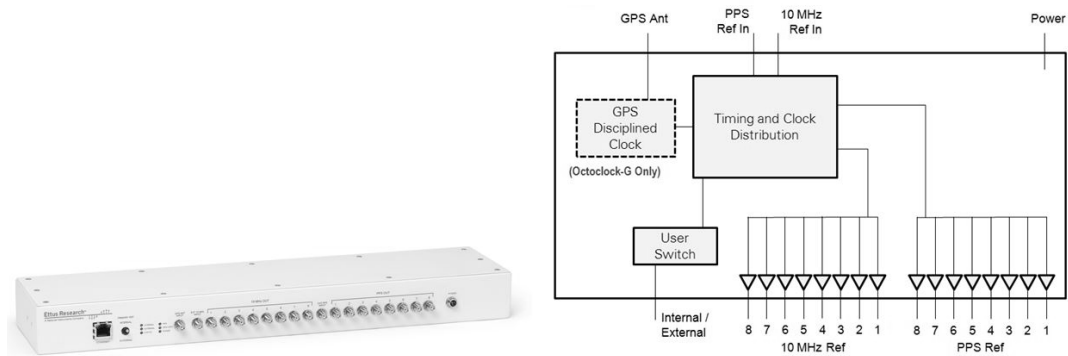 Ettus Research
GPS Ant
PPS
Ref In
10 MHz
Ref In
Power
GPS
Disciplined
Clock
(Octoclock-G Only)
Timing and Clock
Distribution
User
Switch
Internal /
External
8 7 6 5 4 3 2 1
10 MHz Ref
8 7 6 5 4 3 2 1
PPS Ref